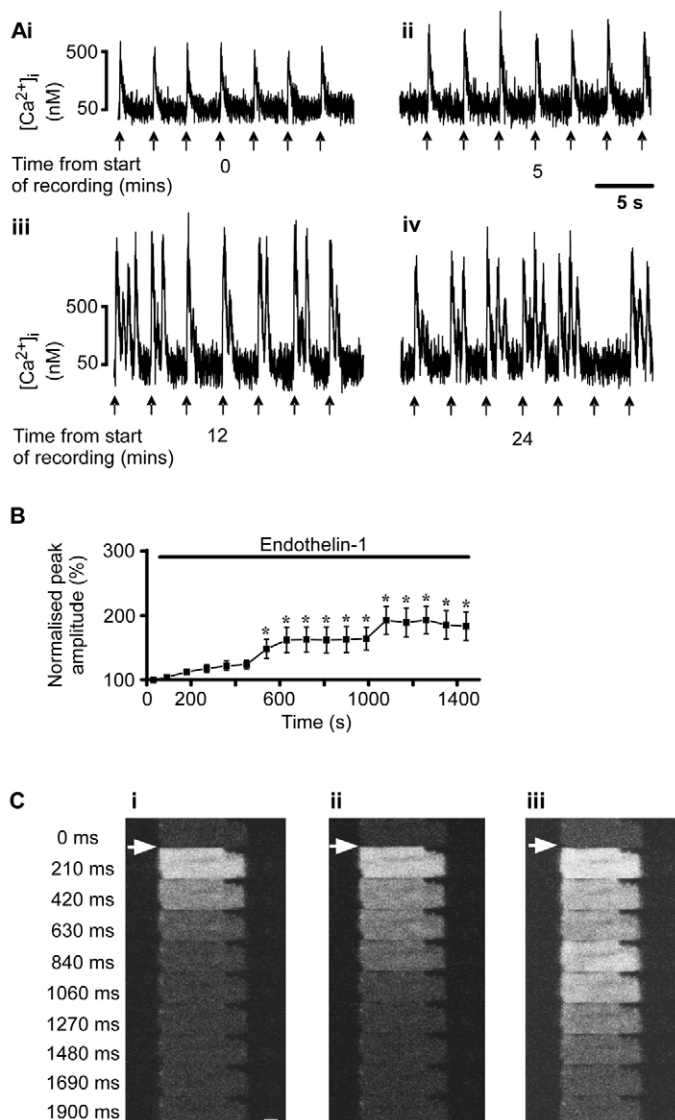 Ai
ii
500
50
[Ca2+]i
(nM)
Time from start
of recording (mins)
0
5
5 s
iii
iv
500
50
[Ca2+]i
(nM)
Time from start
of recording (mins)
12
24
B
Endothelin-1
Normalised peak
amplitude (%)
300
200
100
* * * * * * * * * * *
0 200 600 1000 1400
Time (s)
C
i
ii
iii
0 ms
210 ms
420 ms
630 ms
840 ms
1060 ms
1270 ms
1480 ms
1690 ms
1900 ms